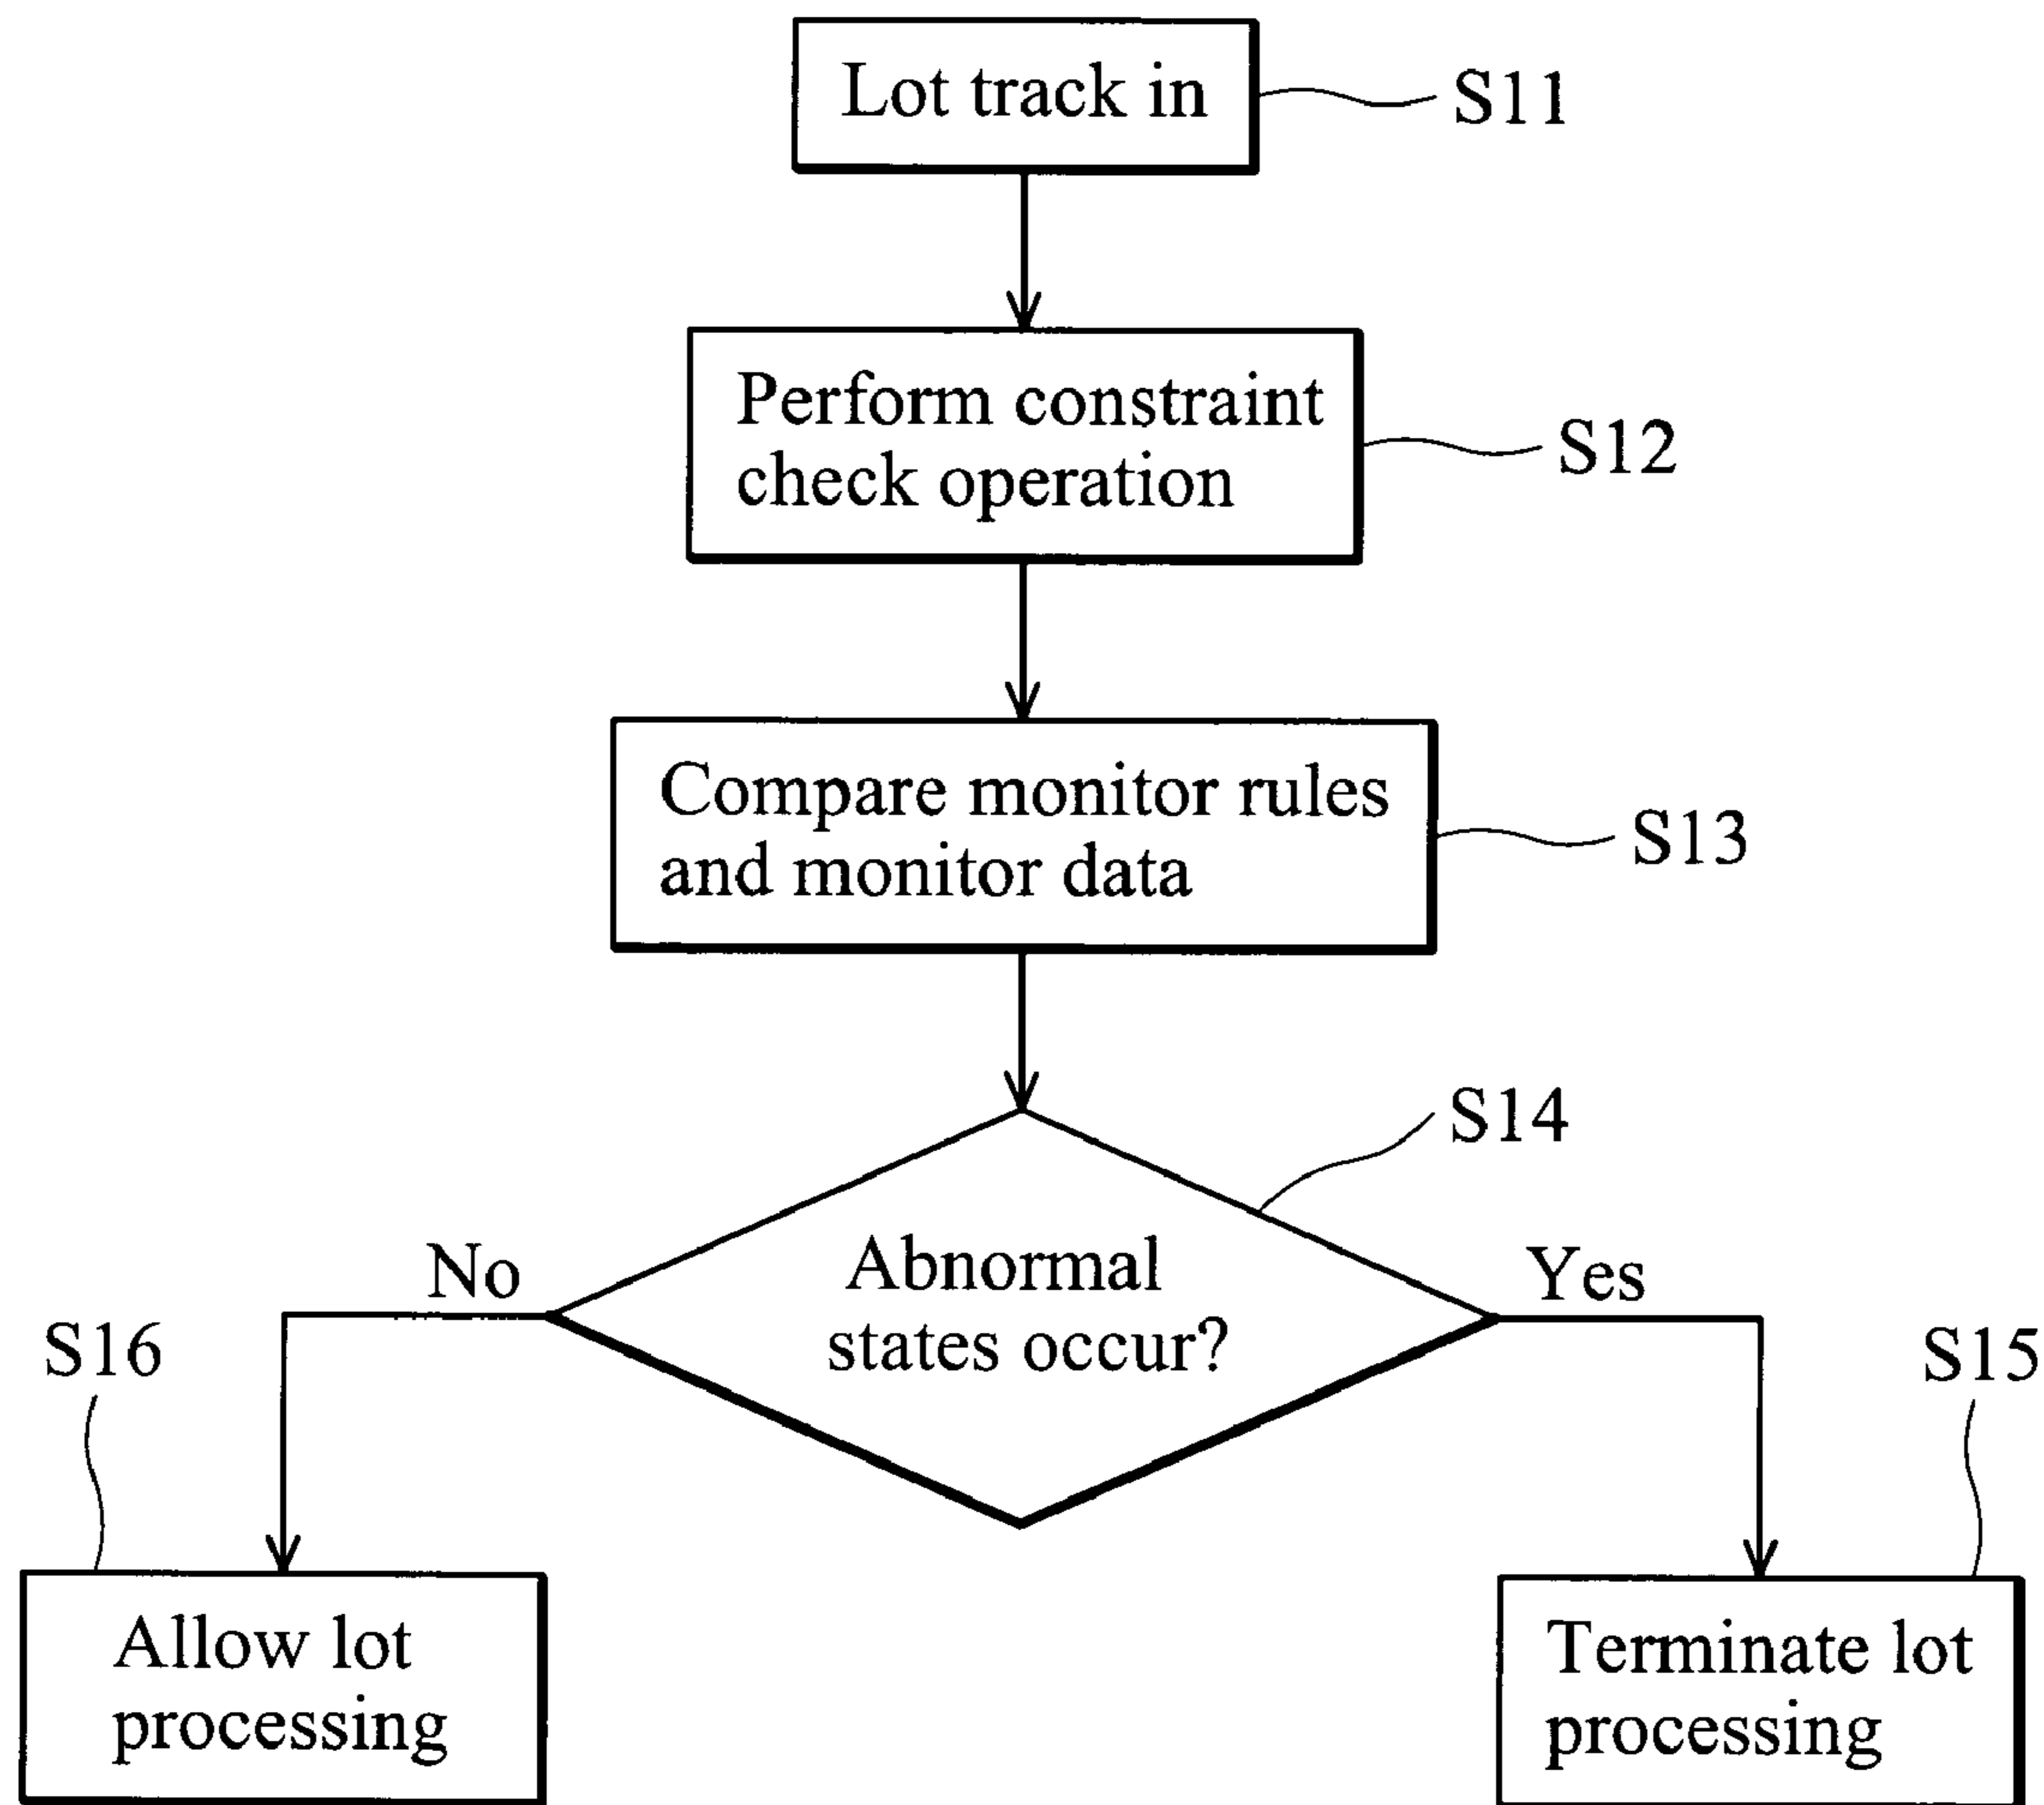 Lot track in
S11
Perform constraint
check operation
S12
Compare monitor rules
and monitor data
S13
S14
Abnormal
states occur?
No
Yes
S16
S15
Allow lot
processing
Terminate lot
processing